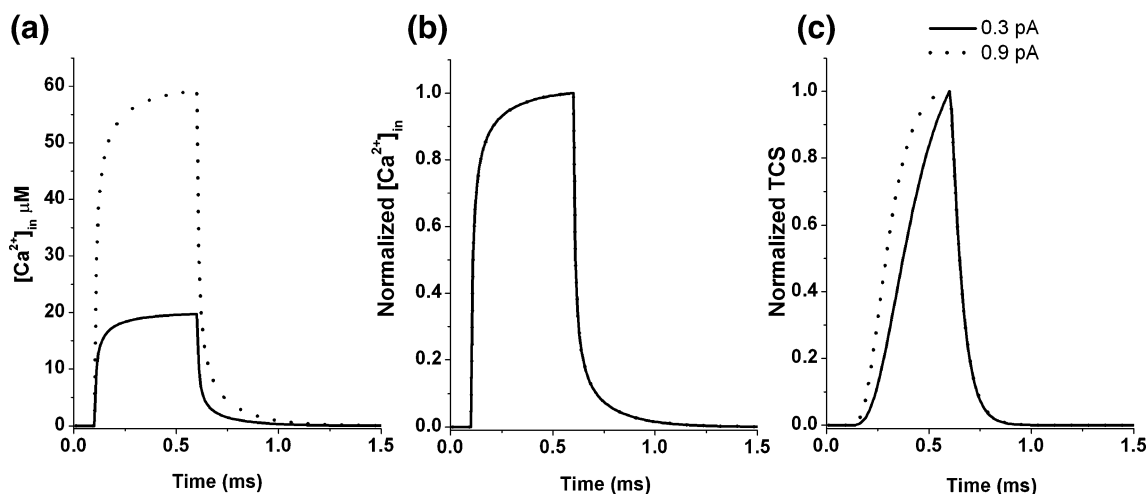 (a)
[Ca²⁺]in µM
60
50
40
30
20
10
0
0.0 0.5 1.0 1.5
Time (ms)
(b)
Normalized [Ca²⁺]in
1.0
0.8
0.6
0.4
0.2
0.0
0.0 0.5 1.0 1.5
Time (ms)
(c)
0.3 pA
0.9 pA
Normalized TCS
1.0
0.8
0.6
0.4
0.2
0.0
0.0 0.5 1.0 1.5
Time (ms)